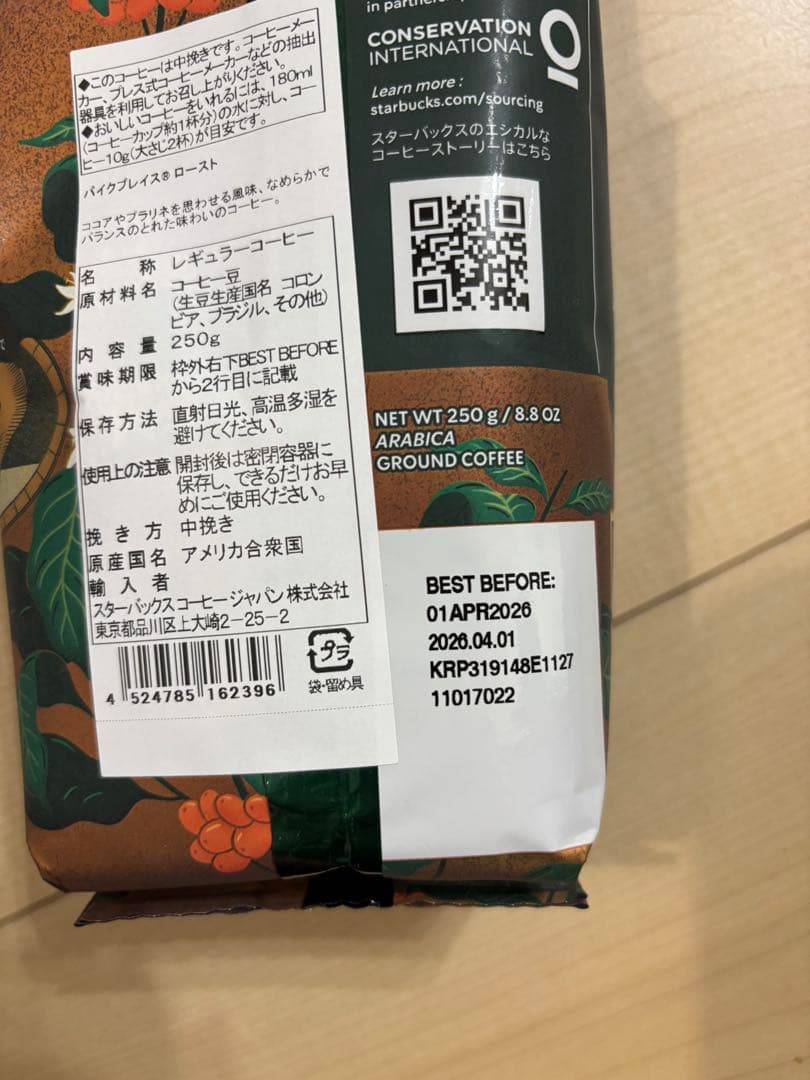 ◆このコーヒーは中挽きです。コーヒーメー
カー、プレス式コーヒーメーカーなどの抽出
器具を利用してお召し上がりください。
◆おいしいコーヒーをいれるには、180ml
(コーヒーカップ約1杯分)の水に対し、コー
ヒー10g(大さじ2杯)が目安です。
パイクプレイス® ロースト
ココアやプラリネを思わせる風味、なめらかで
バランスのとれた味わいのコーヒー。
名称 レギュラーコーヒー
原材料名 コーヒー豆
(生豆生産国名 コロン
ビア、ブラジル、その他)
内容量 250g
賞味期限 枠外右下BEST BEFORE
から2行目に記載
保存方法 直射日光、高温多湿を
避けてください。
使用上の注意 開封後は密閉容器に
保存し、できるだけお早
めにご使用ください。
挽き方 中挽き
原産国名 アメリカ合衆国
輸入者
スターバックス コーヒー ジャパン 株式会社
東京都品川区上大崎2-25-2
4 524785 162396
プラ
袋・留め具
in partnership
CONSERVATION
INTERNATIONAL
Learn more :
starbucks.com/sourcing
スターバックスのエシカルな
コーヒーストーリーはこちら
NET WT 250 g / 8.8 OZ
ARABICA
GROUND COFFEE
BEST BEFORE:
01APR2026
2026.04.01
KRP319148E1127
11017022